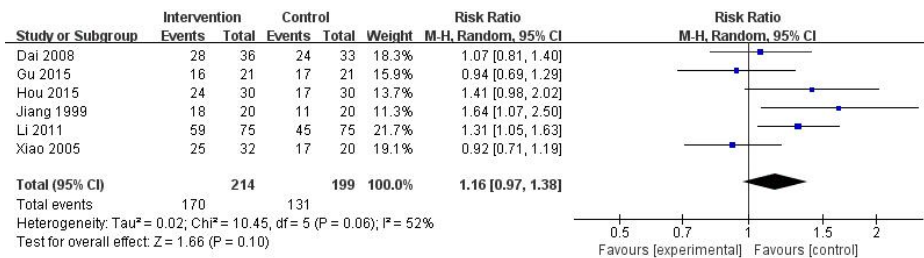 Intervention Control Risk Ratio Risk Ratio
Study or Subgroup Events Total Events Total Weight M-H, Random, 95% CI M-H, Random, 95% CI
Dai 2008 28 36 24 33 18.3% 1.07 [0.81, 1.40]
Gu 2015 16 21 17 21 15.9% 0.94 [0.69, 1.29]
Hou 2015 24 30 17 30 13.7% 1.41 [0.98, 2.02]
Jiang 1999 18 20 11 20 11.3% 1.64 [1.07, 2.50]
Li 2011 59 75 45 75 21.7% 1.31 [1.05, 1.63]
Xiao 2005 25 32 17 20 19.1% 0.92 [0.71, 1.19]
Total (95% CI) 214 199 100.0% 1.16 [0.97, 1.38]
Total events 170 131
Heterogeneity: Tau² = 0.02; Chi² = 10.45, df = 5 (P = 0.06); I² = 52%
Test for overall effect: Z = 1.66 (P = 0.10)
0.5 0.7 1 1.5 2
Favours [experimental] Favours [control]